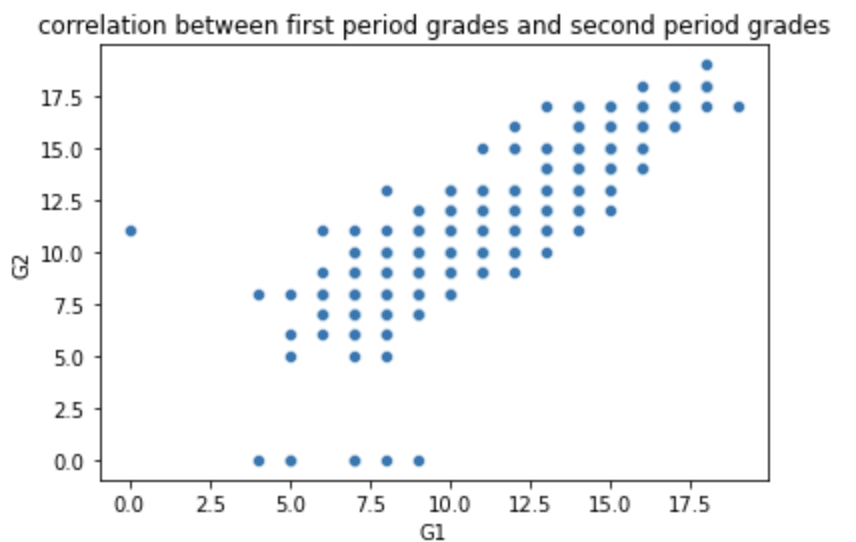 correlation between first period grades and second period grades
17.5
15.0
12.5
10.0
7.5
5.0
2.5
0.0
G2
0.0 2.5 5.0 7.5 10.0 12.5 15.0 17.5
G1